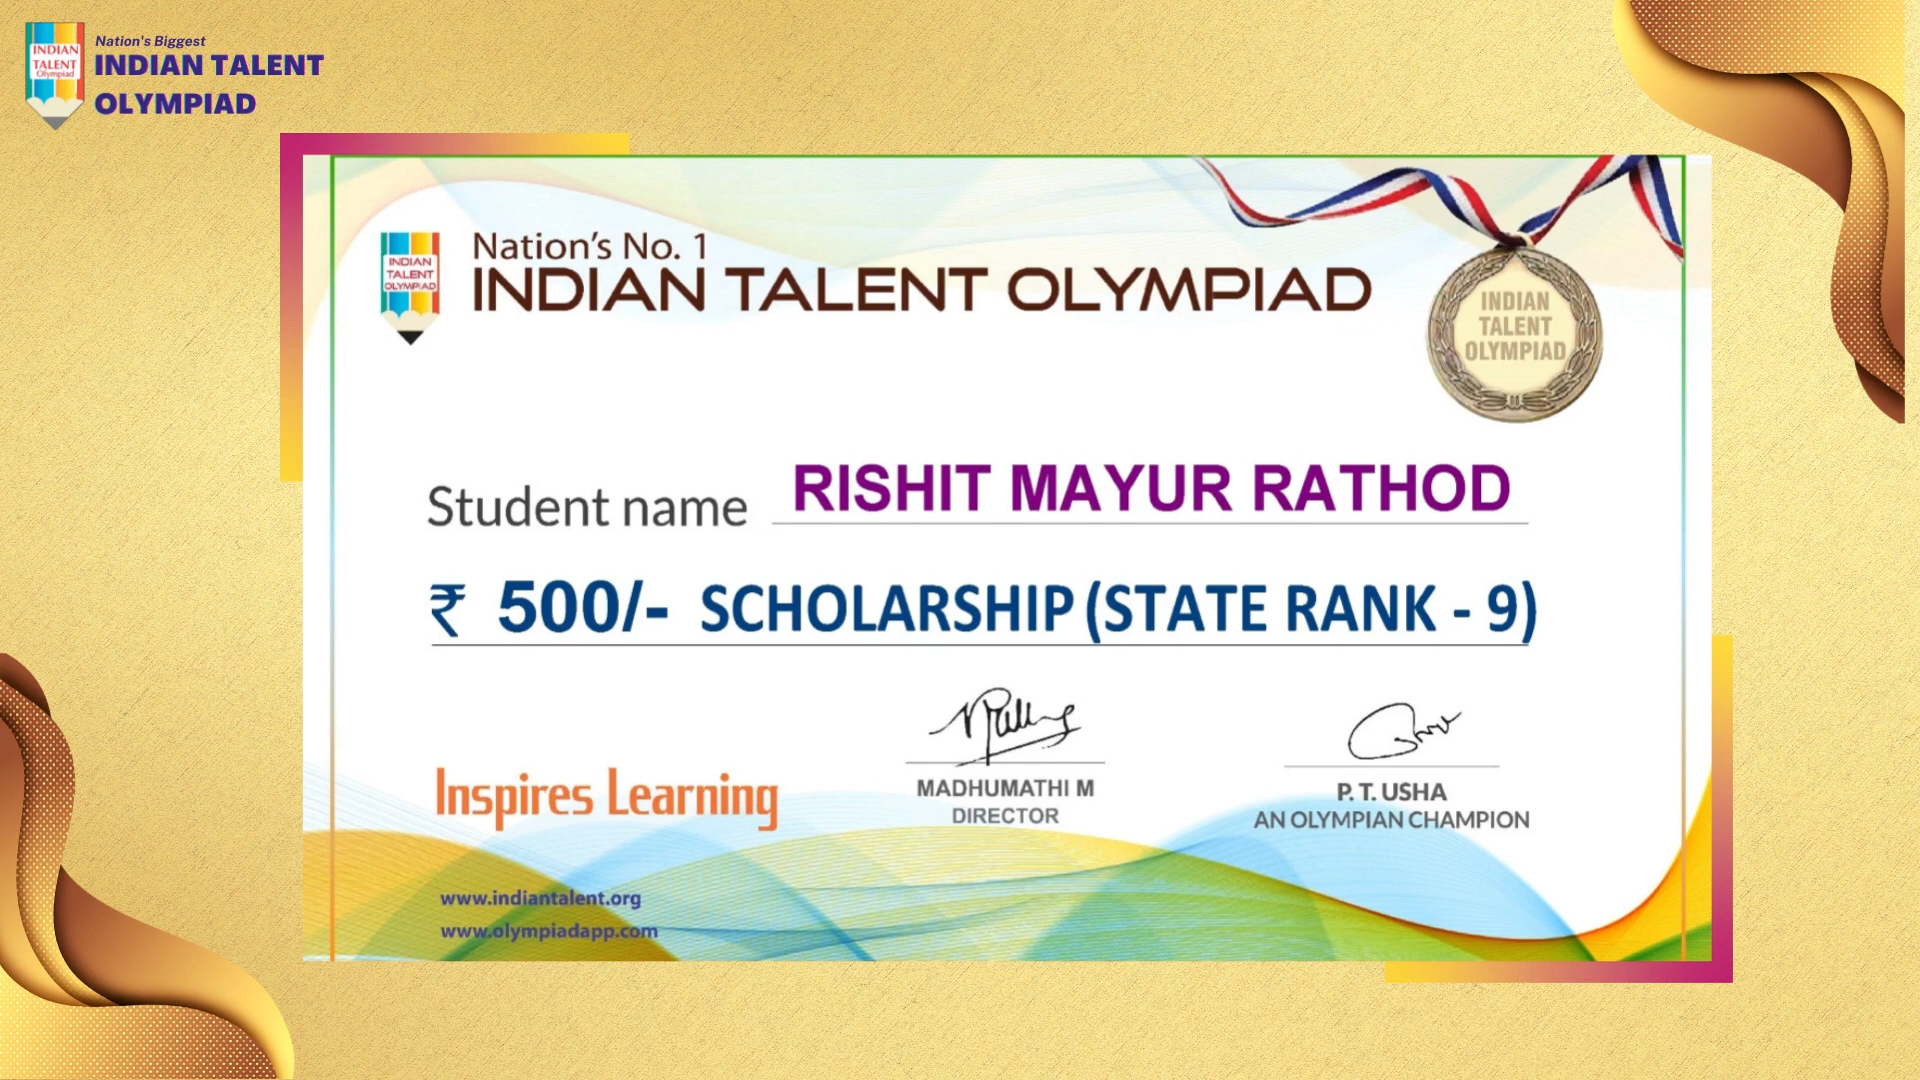 Nation's Biggest
INDIAN TALENT
OLYMPIAD
INDIAN
TALENT
Olympiad
Nation's No. 1
INDIAN TALENT OLYMPIAD
INDIAN
TALENT
OLYMPIAD
INDIAN
TALENT
OLYMPIAD
Student name RISHIT MAYUR RATHOD
₹ 500/- SCHOLARSHIP (STATE RANK - 9)
Inspires Learning
MADHUMATHI M
DIRECTOR
P. T. USHA
AN OLYMPIAN CHAMPION
www.indiantalent.org
www.olympiadapp.com